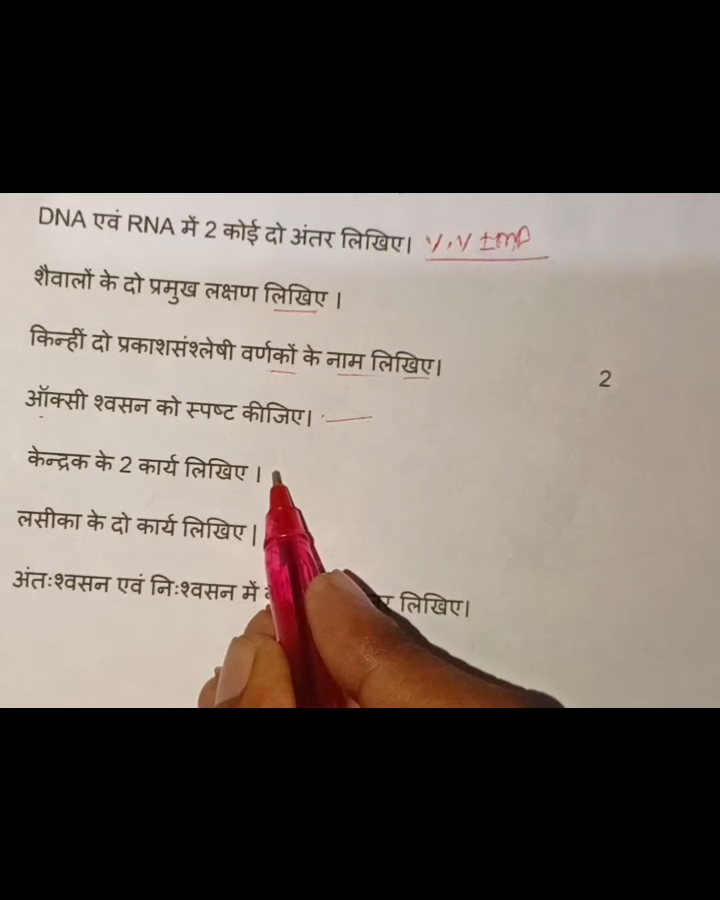 DNA एवं RNA में 2 कोई दो अंतर लिखिए। V.V Imp
शैवालों के दो प्रमुख लक्षण लिखिए ।
किन्हीं दो प्रकाशसंश्लेषी वर्णकों के नाम लिखिए। 2
ऑक्सी श्वसन को स्पष्ट कीजिए।
केन्द्रक के 2 कार्य लिखिए ।
लसीका के दो कार्य लिखिए|
अंतःश्वसन एवं निःश्वसन में लिखिए।